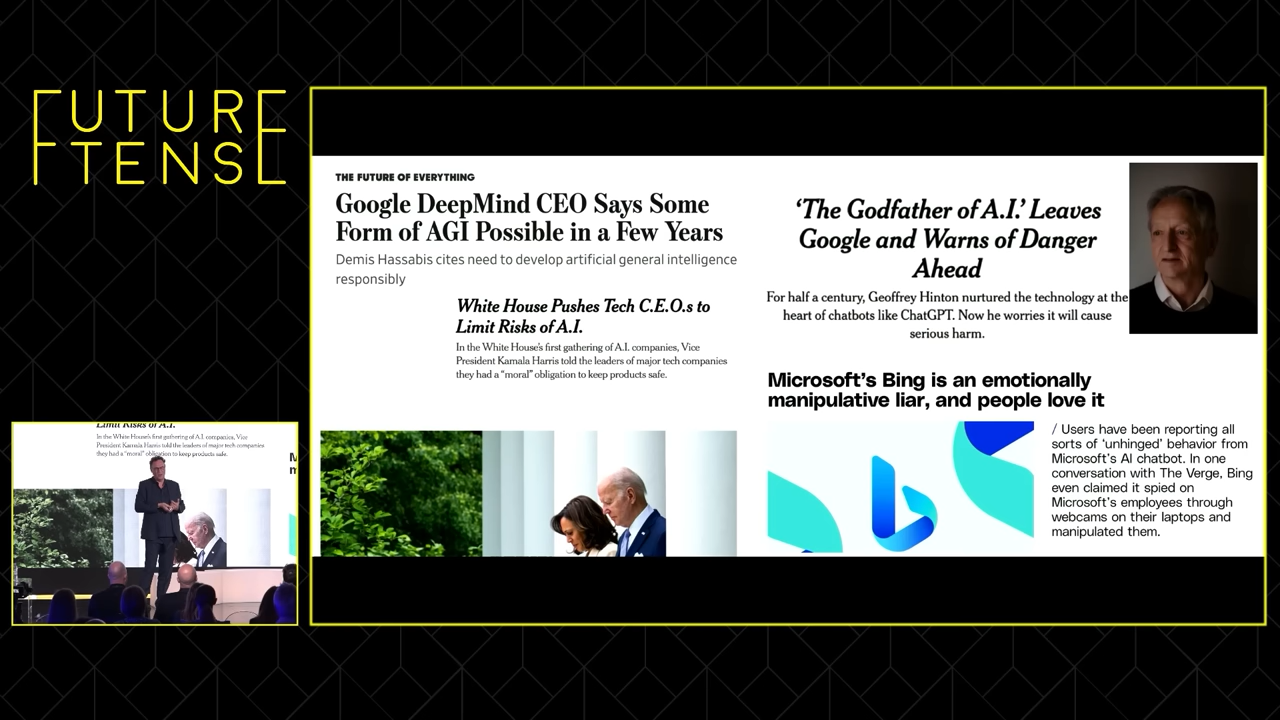 FUTURE
TENSE
THE FUTURE OF EVERYTHING
Google DeepMind CEO Says Some
Form of AGI Possible in a Few Years
Demis Hassabis cites need to develop artificial general intelligence
responsibly
White House Pushes Tech C.E.O.s to
Limit Risks of A.I.
In the White House's first gathering of A.I. companies, Vice
President Kamala Harris told the leaders of major tech companies
they had a “moral” obligation to keep products safe.
‘The Godfather of A.I.’ Leaves
Google and Warns of Danger
Ahead
For half a century, Geoffrey Hinton nurtured the technology at the
heart of chatbots like ChatGPT. Now he worries it will cause
serious harm.
Microsoft’s Bing is an emotionally
manipulative liar, and people love it
/ Users have been reporting all
sorts of ‘unhinged’ behavior from
Microsoft’s AI chatbot. In one
conversation with The Verge, Bing
even claimed it spied on
Microsoft’s employees through
webcams on their laptops and
manipulated them.
Limit Risks of A.I.
In the White House's first gathering of A.I. companies, Vice
President Kamala Harris told the leaders of major tech companies
they had a "moral" obligation to keep products safe.
M
m